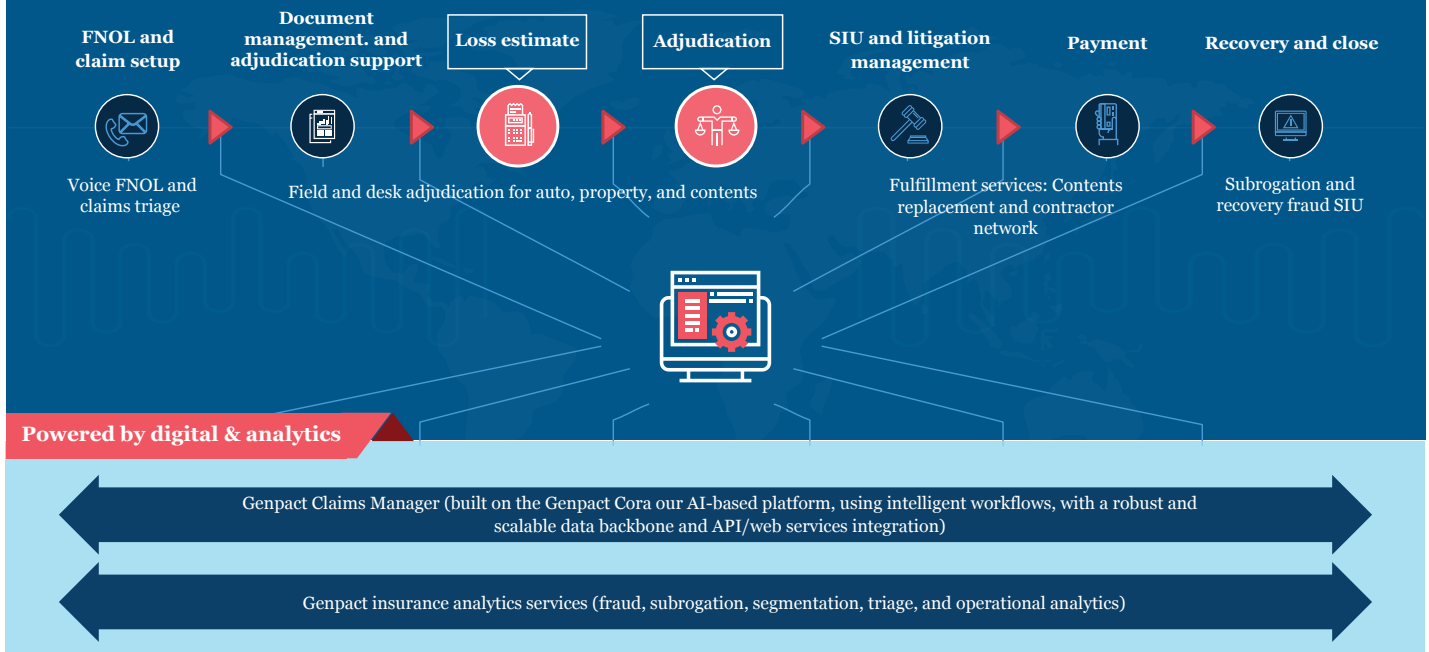 FNOL and
claim setup
Document
management. and
adjudication support
Loss estimate
Adjudication
SIU and litigation
management
Payment
Recovery and close
Voice FNOL and
claims triage
Field and desk adjudication for auto, property, and contents
Fulfillment services: Contents
replacement and contractor
network
Subrogation and
recovery fraud SIU
Powered by digital & analytics
Genpact Claims Manager (built on the Genpact Cora our AI-based platform, using intelligent workflows, with a robust and
scalable data backbone and API/web services integration)
Genpact insurance analytics services (fraud, subrogation, segmentation, triage, and operational analytics)